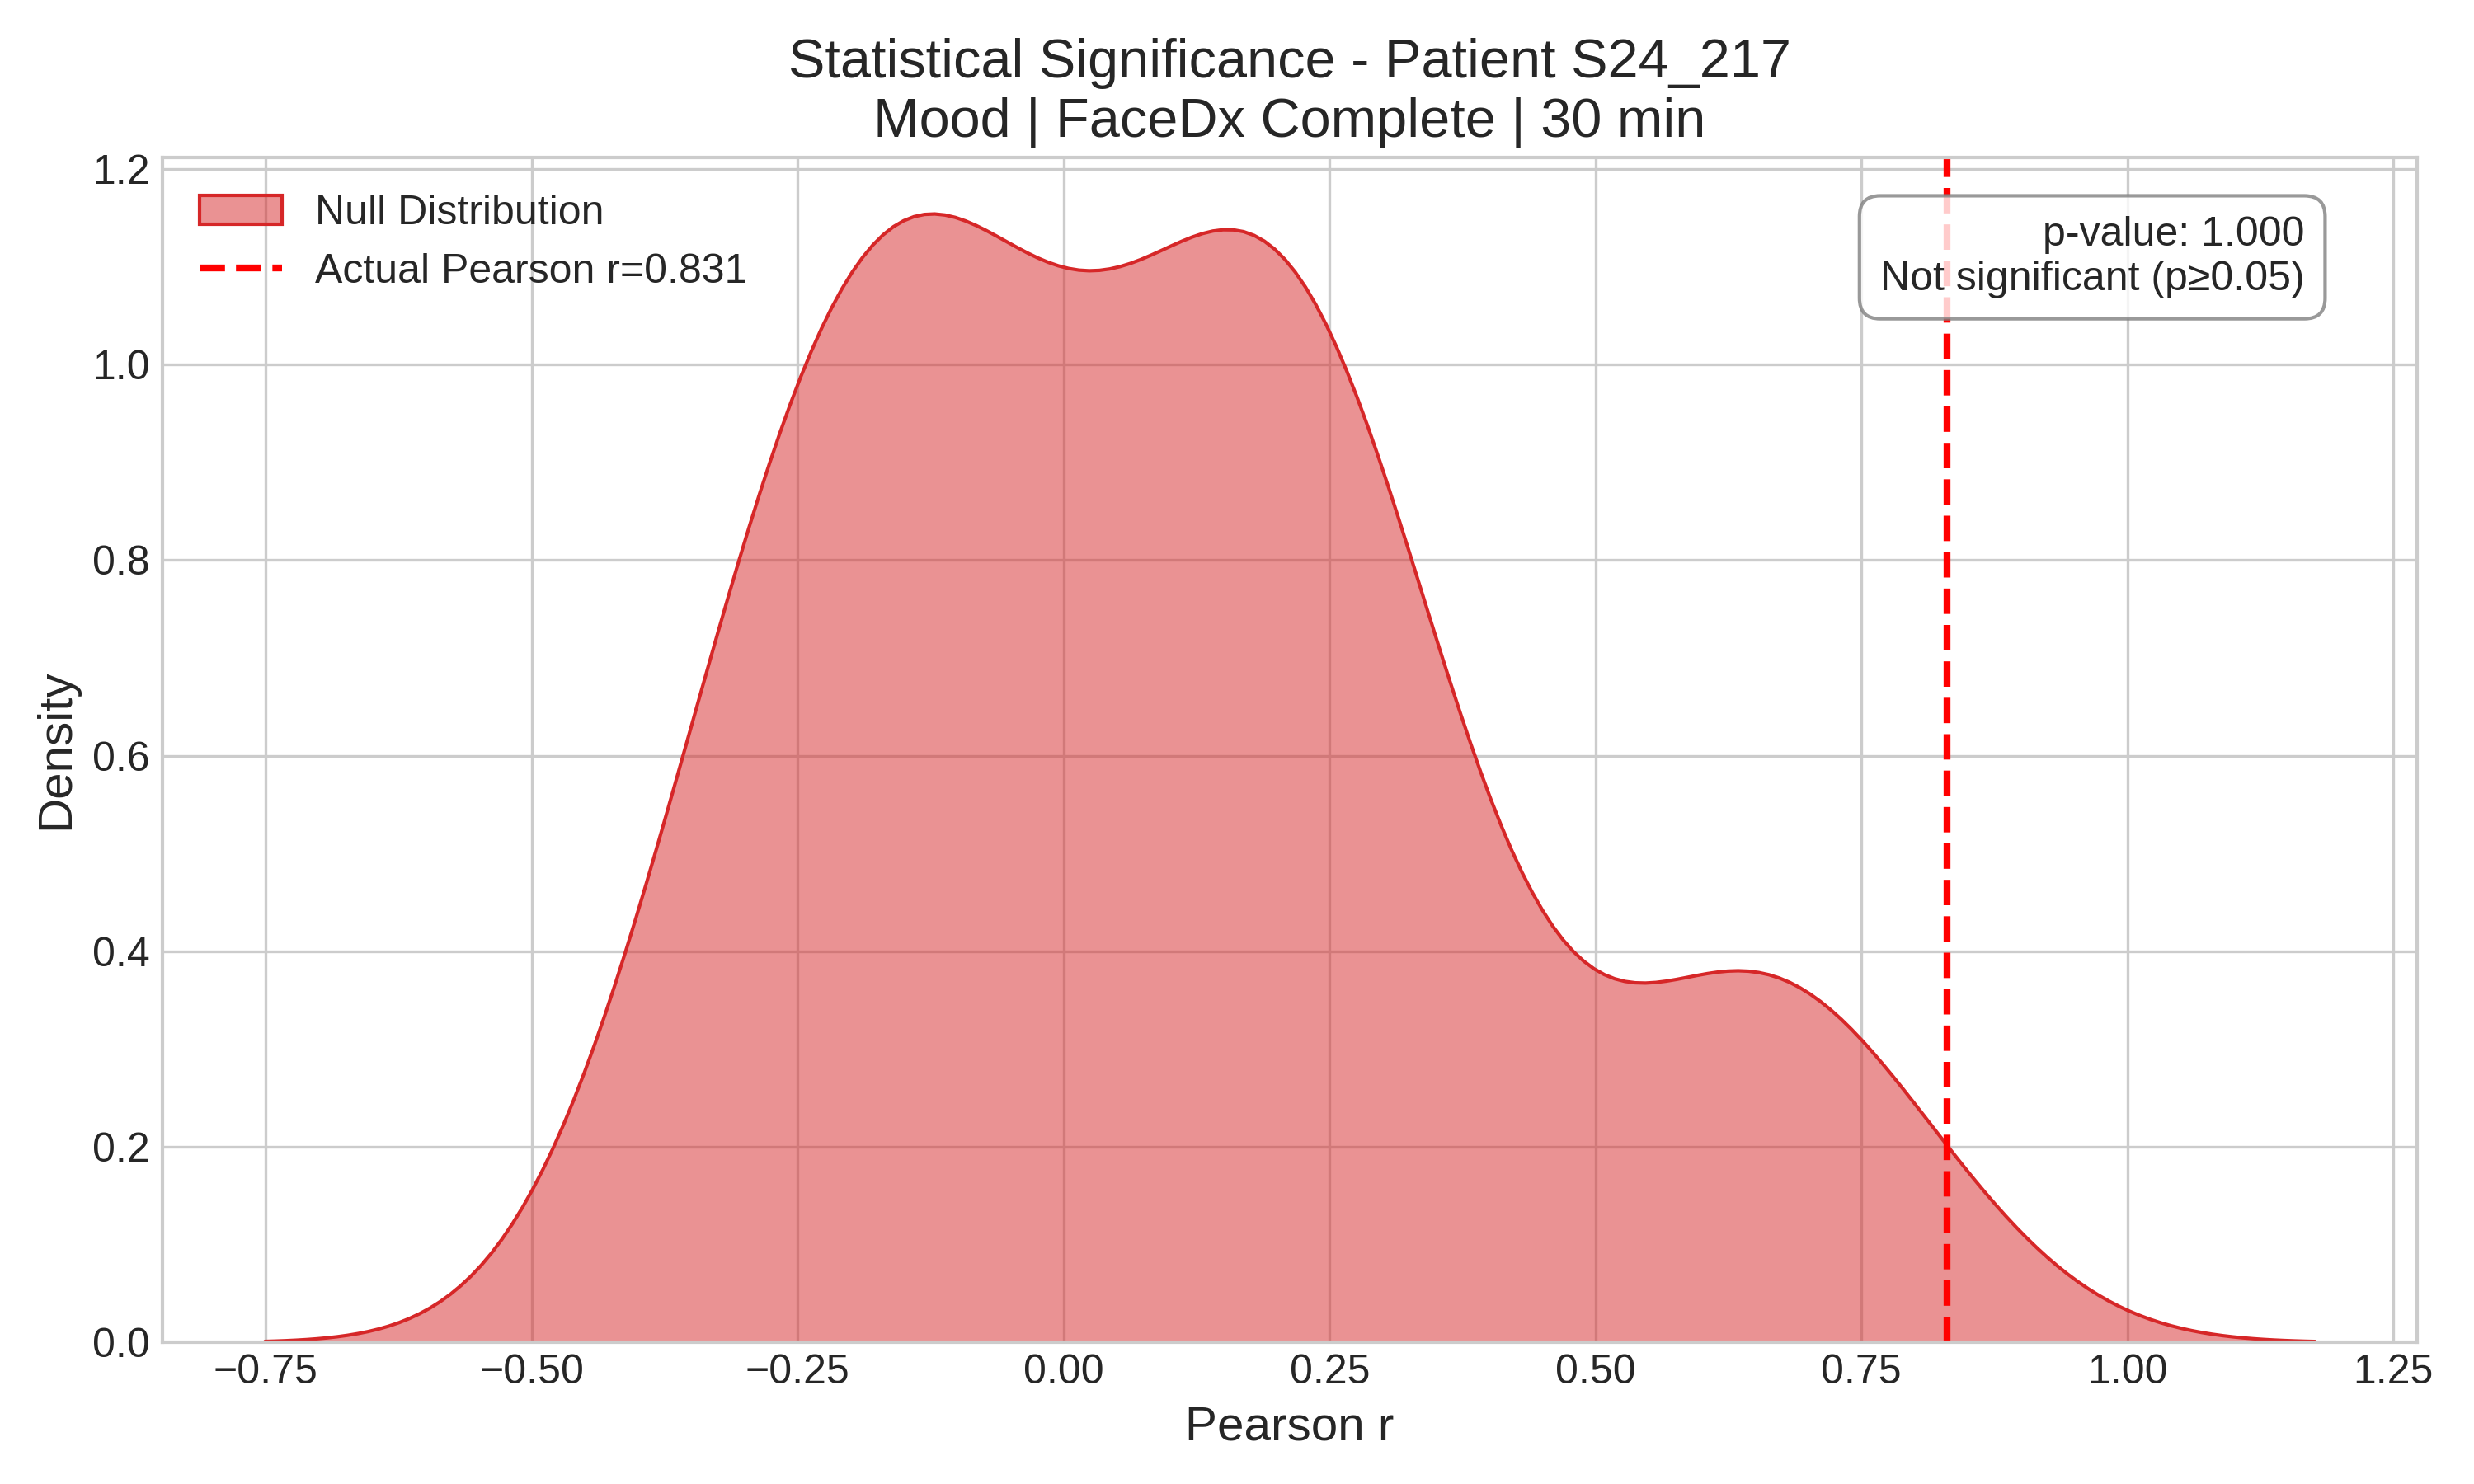 Statistical Significance - Patient S24_217
Mood | FaceDx Complete | 30 min
Null Distribution
Actual Pearson r=0.831
p-value: 1.000
Not significant (p≥0.05)
Density
1.2
1.0
0.8
0.6
0.4
0.2
0.0
−0.75 −0.50 −0.25 0.00 0.25 0.50 0.75 1.00 1.25
Pearson r